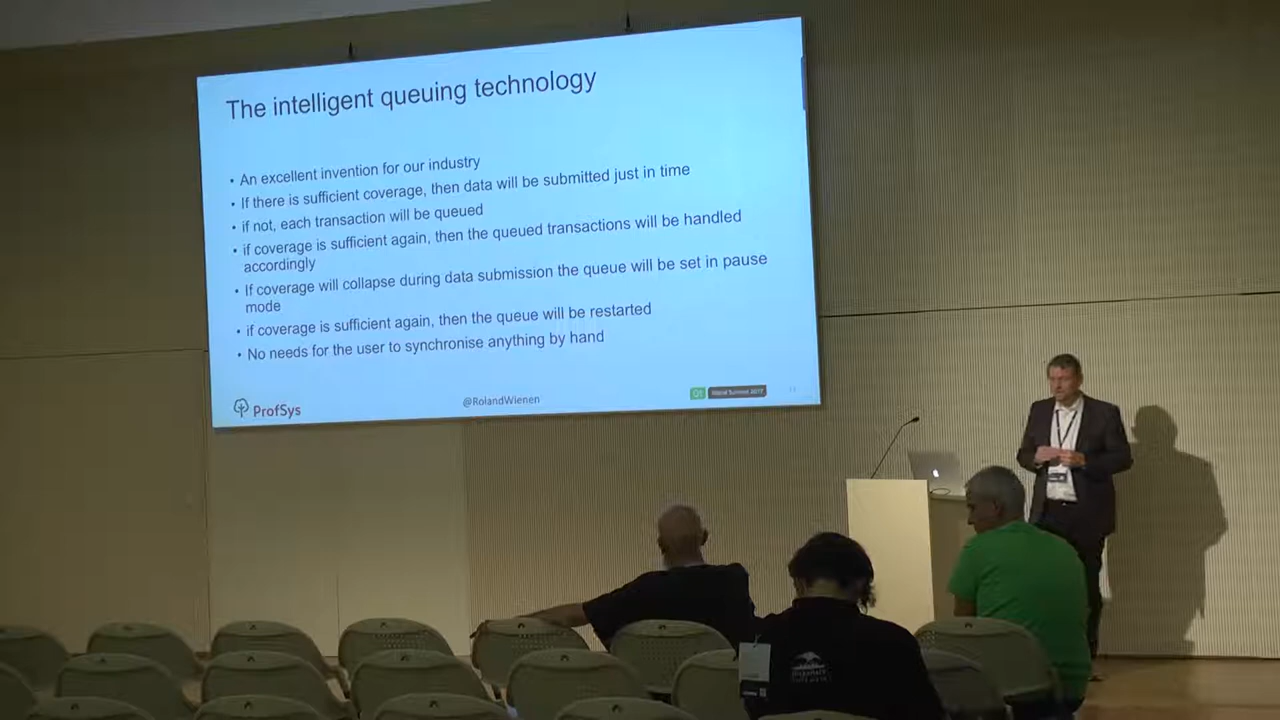 The intelligent queuing technology
• An excellent invention for our industry
• If there is sufficient coverage, then data will be submitted just in time
• if not, each transaction will be queued
• if coverage is sufficient again, then the queued transactions will be handled
accordingly
• If coverage will collapse during data submission the queue will be set in pause
mode
• if coverage is sufficient again, then the queue will be restarted
• No needs for the user to synchronise anything by hand
ProfSys
@RolandWienen
Qt World Summit 2017